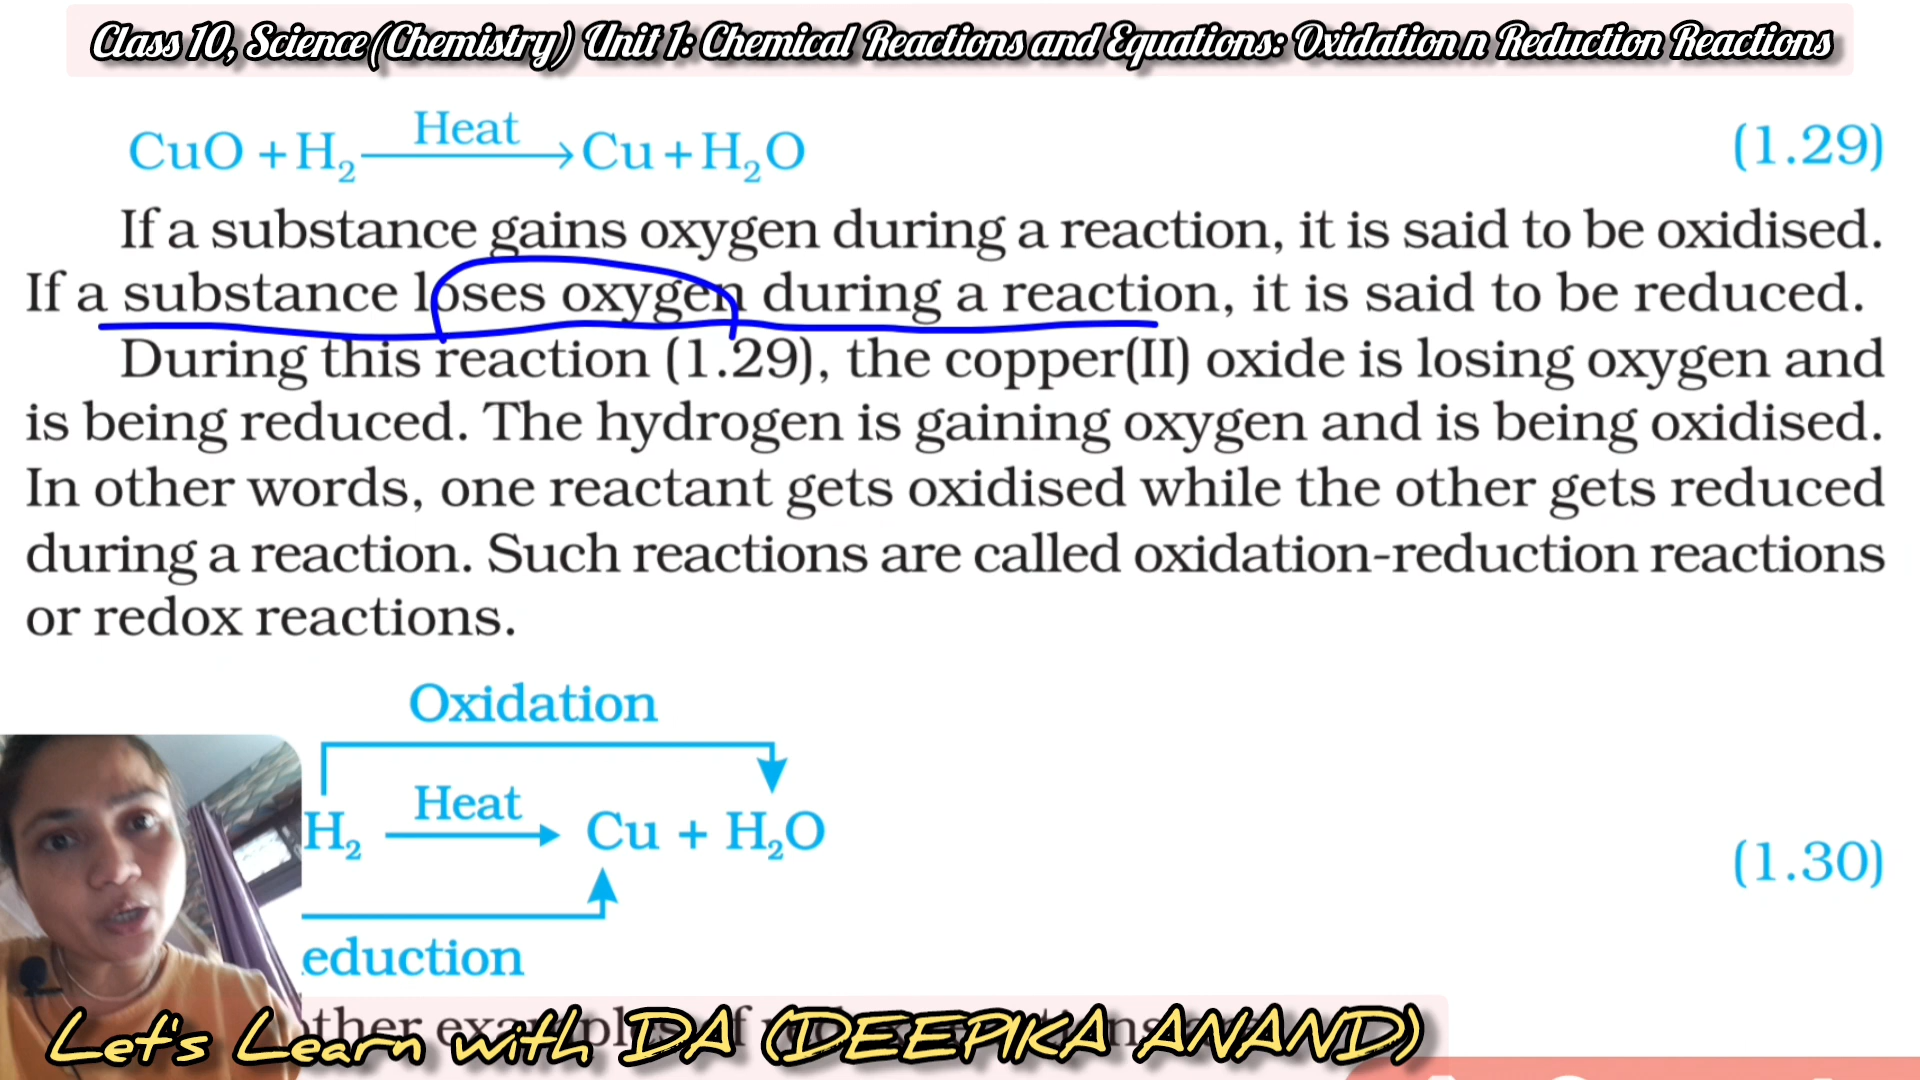 Class 10, Science (Chemistry) Unit 1: Chemical Reactions and Equations: Oxidation n Reduction Reactions
CuO + H₂ —Heat→ Cu + H₂O (1.29)
If a substance gains oxygen during a reaction, it is said to be oxidised.
If a substance loses oxygen during a reaction, it is said to be reduced.
During this reaction (1.29), the copper(II) oxide is losing oxygen and
is being reduced. The hydrogen is gaining oxygen and is being oxidised.
In other words, one reactant gets oxidised while the other gets reduced
during a reaction. Such reactions are called oxidation-reduction reactions
or redox reactions.
Oxidation
Heat
H₂ → Cu + H₂O (1.30)
eduction
Let's Learn with DA (DEEPIKA ANAND)